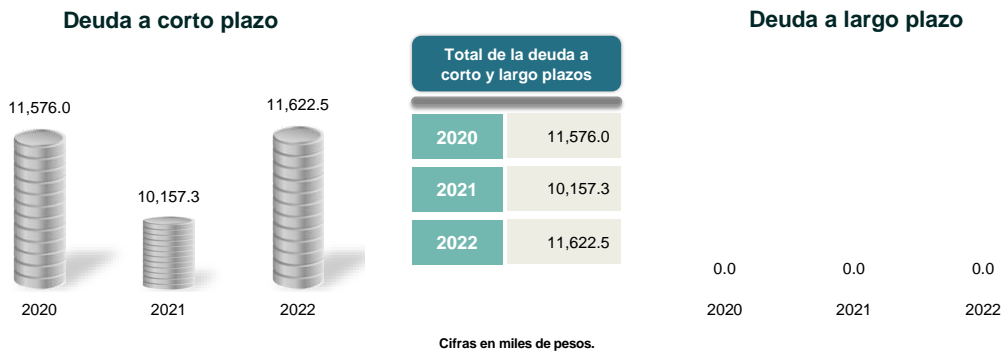 Deuda a corto plazo
11,576.0
10,157.3
11,622.5
2020
2021
2022
Total de la deuda a
corto y largo plazos
2020 11,576.0
2021 10,157.3
2022 11,622.5
Deuda a largo plazo
0.0 0.0 0.0
2020 2021 2022
Cifras en miles de pesos.